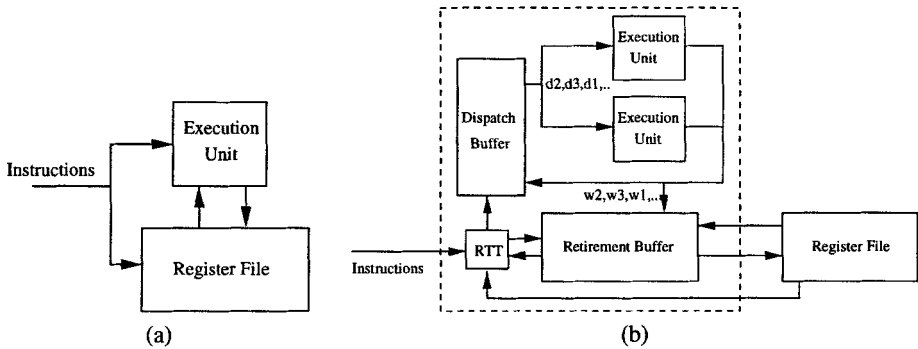 Instructions
Execution
Unit
Register File
(a)
Dispatch
Buffer
d2,d3,d1,..
Execution
Unit
Execution
Unit
w2,w3,w1,..
Instructions
RTT
Retirement Buffer
Register File
(b)